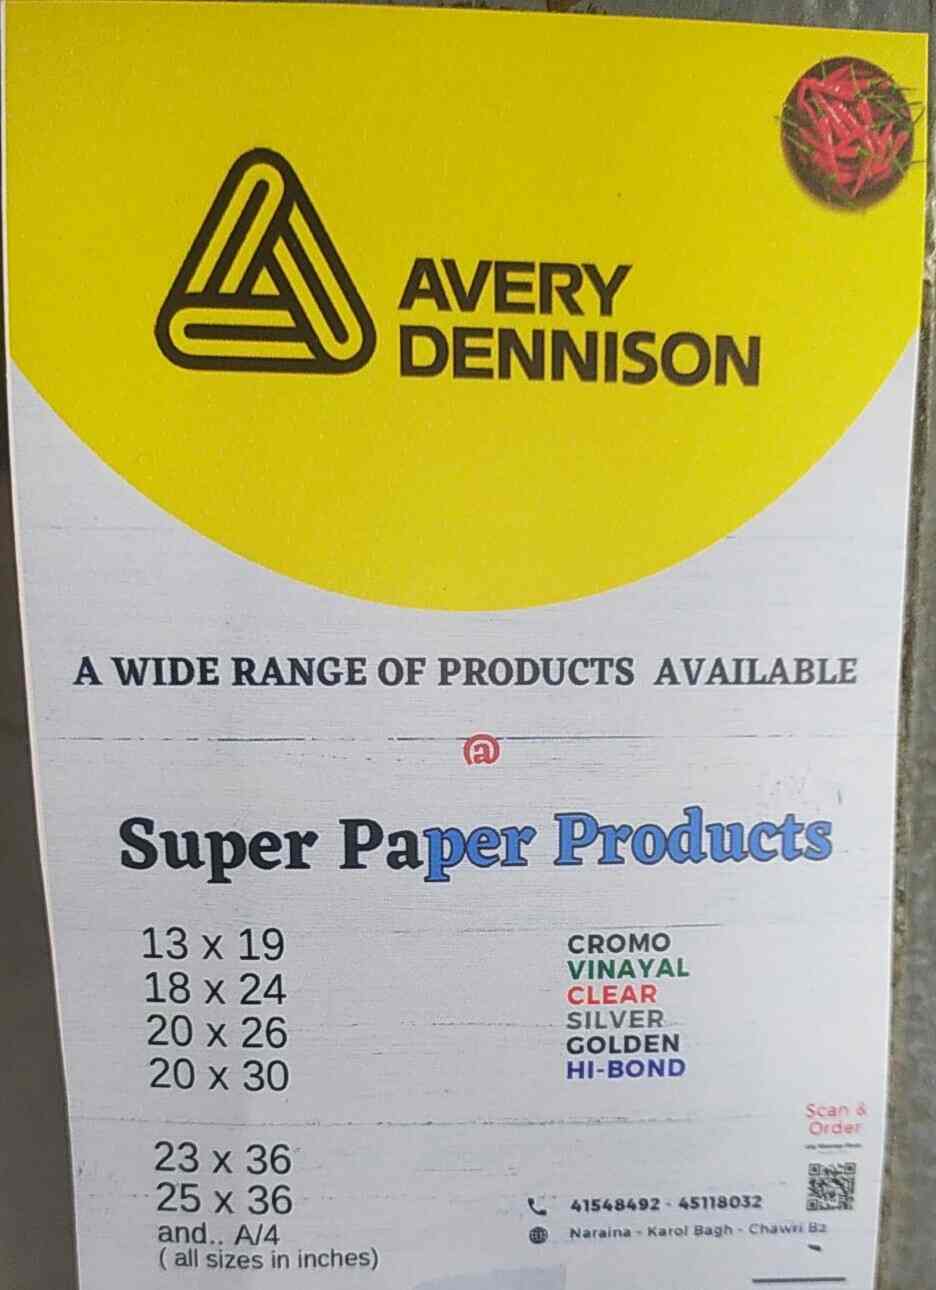 AVERY
DENNISON
A WIDE RANGE OF PRODUCTS AVAILABLE
@
Super Paper Products
13 x 19
18 x 24
20 x 26
20 x 30
CROMO
VINAYAL
CLEAR
SILVER
GOLDEN
HI-BOND
23 x 36
25 x 36
and.. A/4
( all sizes in inches)
Scan &
Order
41548492 - 45118032
Naraina - Karol Bagh - Chawri Bz